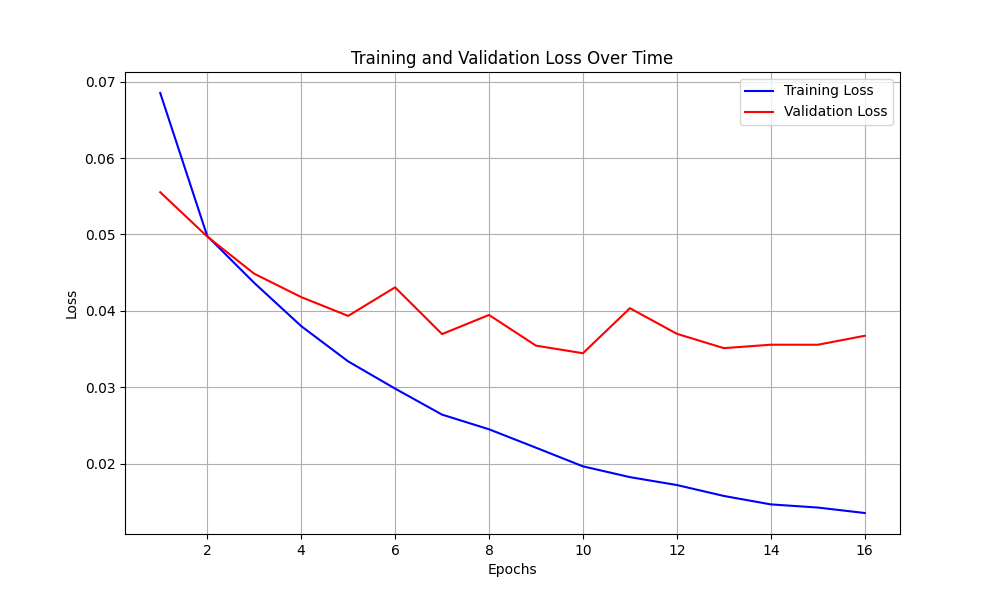 Training and Validation Loss Over Time
Training Loss
Validation Loss
0.07
0.06
0.05
0.04
0.03
0.02
Loss
2 4 6 8 10 12 14 16
Epochs